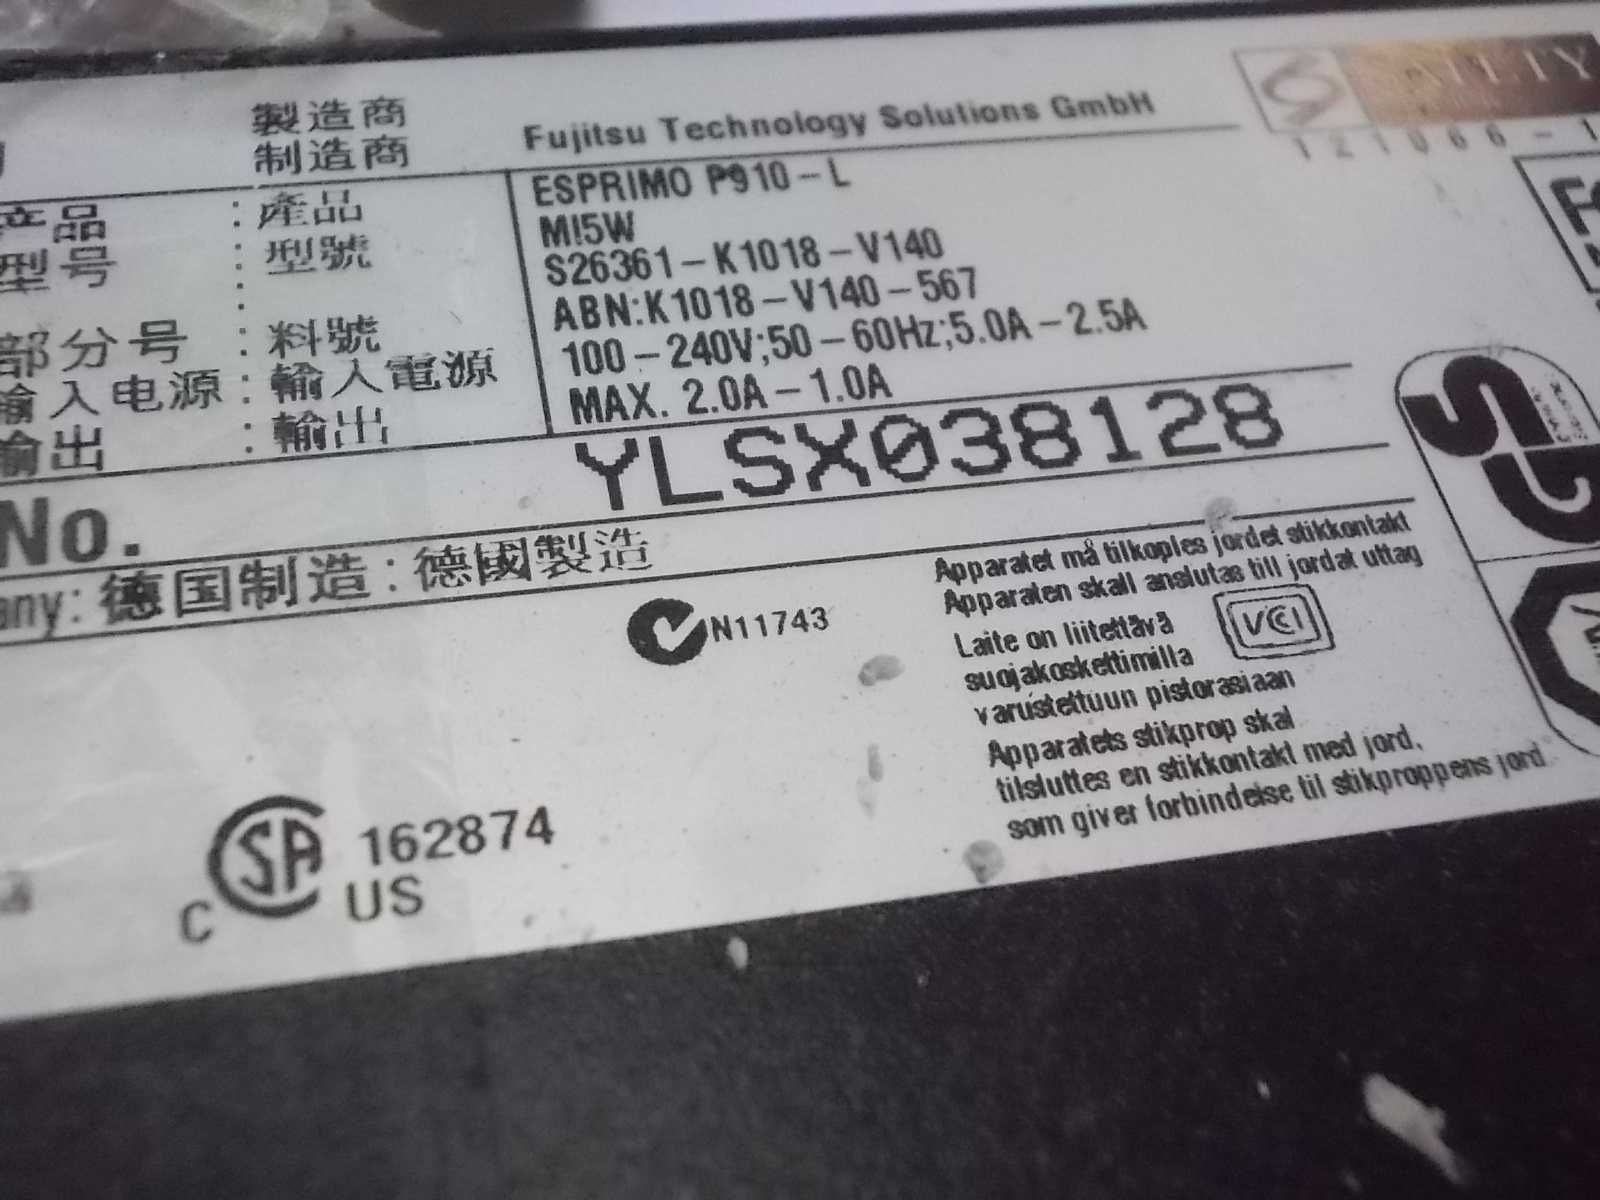 製造商
制造商
Fujitsu Technology Solutions GmbH
SAFETY
121066-1
产品 : 產品
ESPRIMO P910-L
型号 : 型號
MI5W
:
S26361-K1018-V140
部分号 : 料號
ABN:K1018-V140-567
输入电源 : 輸入電源
100-240V;50-60Hz;5.0A-2.5A
输出 : 輸出
MAX. 2.0A-1.0A
No.
YLSX038128
any: 德国制造 : 德國製造
N11743
Apparatet må tilkoples jordet stikkontakt
Apparaten skall anslutas till jordat uttag
Laite on liitettävä
suojakoskettimilla
varustettuun pistorasiaan
VCI
Apparatets stikprop skal
tilsluttes en stikkontakt med jord,
som giver forbindelse til stikproppens jord.
C SA 162874
C US